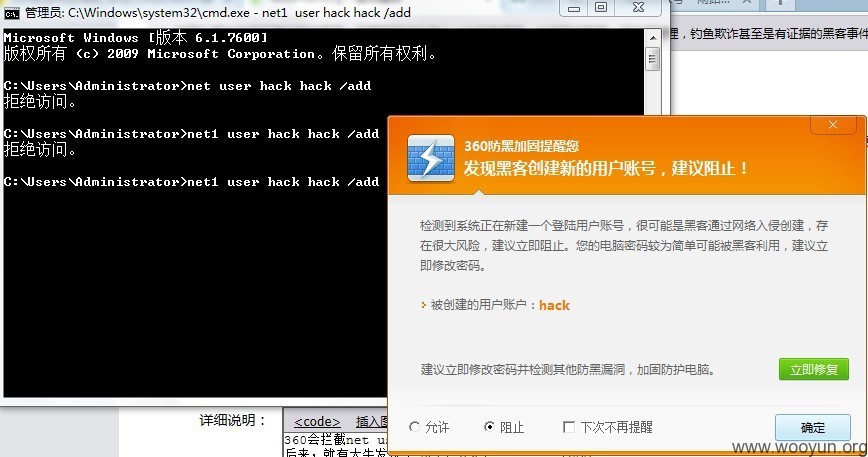 管理员: C:\Windows\system32\cmd.exe - net1 user hack hack /add
理，钓鱼欺诈甚至是有证据的黑客事件
Microsoft Windows [版本 6.1.7600]
版权所有 (c) 2009 Microsoft Corporation。保留所有权利。
C:\Users\Administrator>net user hack hack /add
拒绝访问。
C:\Users\Administrator>net1 user hack hack /add
拒绝访问。
C:\Users\Administrator>net1 user hack hack /add
360防黑加固提醒您
发现黑客创建新的用户账号，建议阻止！
检测到系统正在新建一个登陆用户账号，很可能是黑客通过网络入侵创建，存
在很大风险，建议立即阻止。您的电脑密码较为简单可能被黑客利用，建议立
即修改密码。
被创建的用户账户：hack
建议立即修改密码并检测其他防黑漏洞，加固防护电脑。
立即修复
允许 阻止 下次不再提醒 确定
详细说明：
<code> 插入图
360会拦截net us
www.wooyun.org